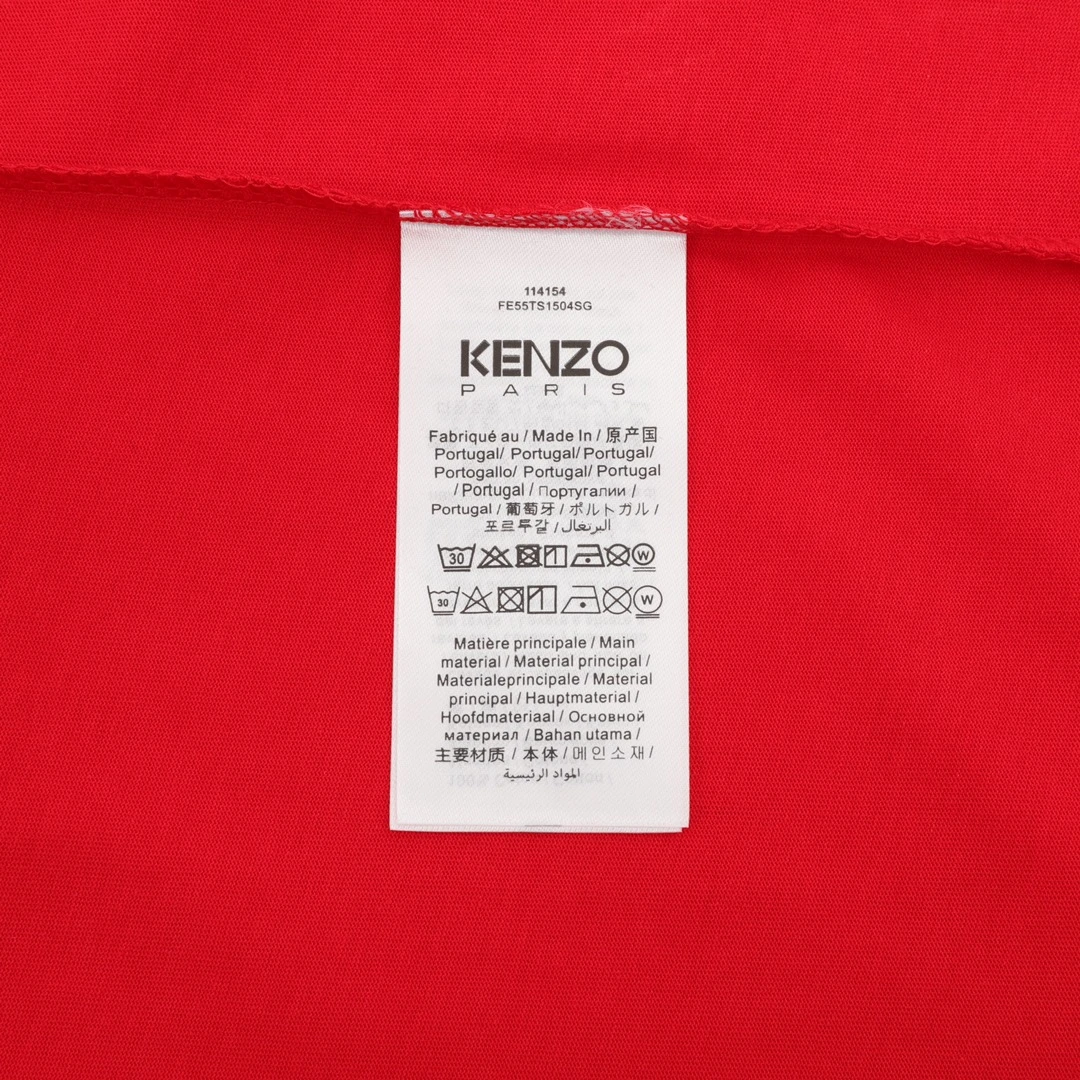 114154
FE55TS1504SG
KENZO
PARIS
Fabriqué au / Made In / 原产国
Portugal/ Portugal/ Portugal/
Portogallo/ Portugal/ Portugal
/ Portugal / Португалии /
Portugal / 葡萄牙 / ポルトガル /
포르투갈 / البرتغال
30 W
30 W
Matière principale / Main
material / Material principal /
Materialeprincipale / Material
principal / Hauptmaterial /
Hoofdmateriaal / Основной
материал / Bahan utama /
主要材质 / 本体 / 메인소재 /
المواد الرئيسية